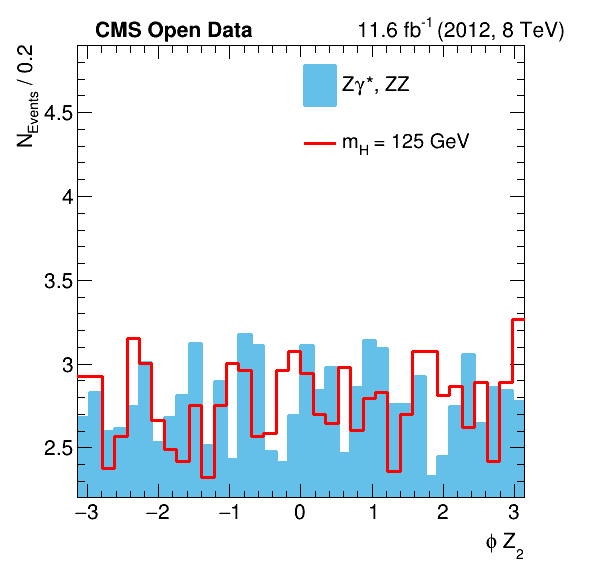 CMS Open Data 11.6 fb⁻¹ (2012, 8 TeV)
N_Events / 0.2
Zγ*, ZZ
m_H = 125 GeV
4.5
4
3.5
3
2.5
−3 −2 −1 0 1 2 3
ϕ Z₂